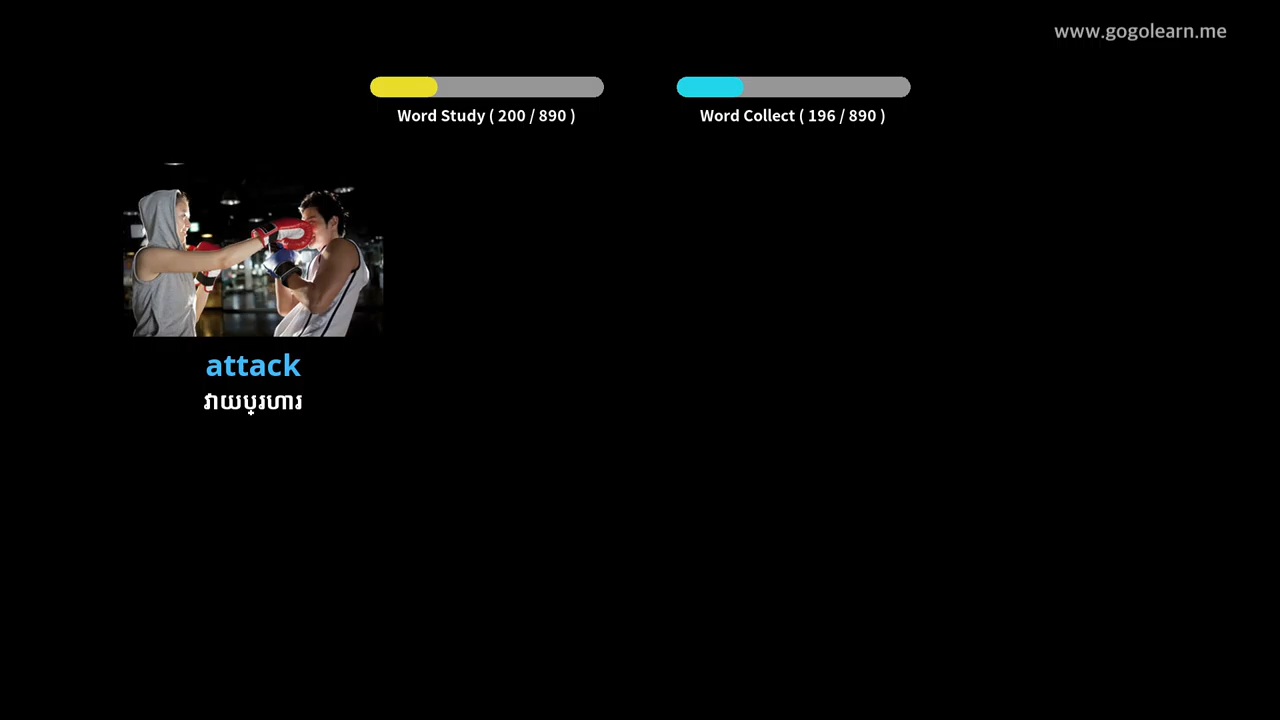 www.gogolearn.me
Word Study ( 200 / 890 )
Word Collect ( 196 / 890 )
attack
វាយប្រហារ